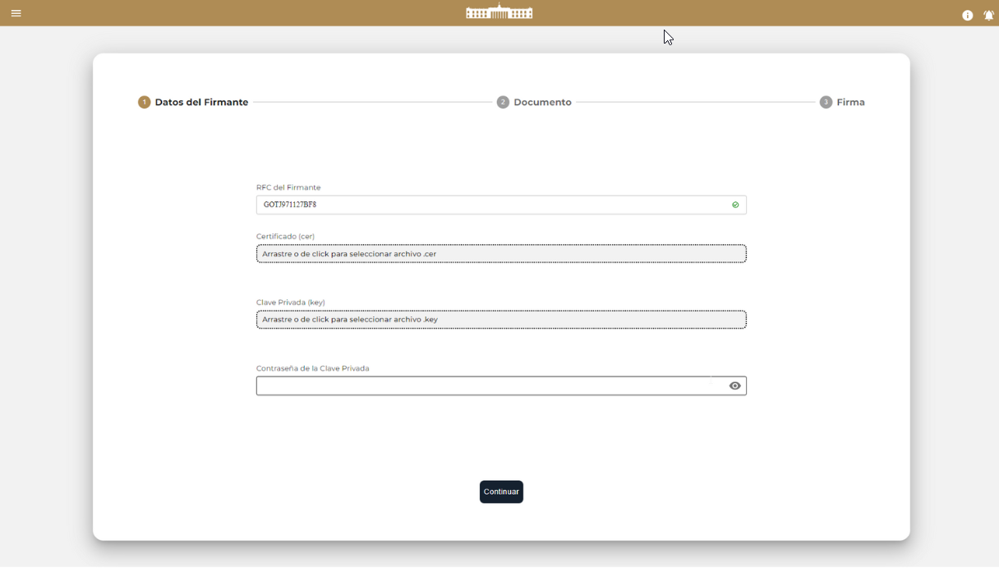 1 Datos del Firmante 2 Documento 3 Firma
RFC del Firmante
GOTJ971127BF8
Certificado (cer)
Arrastre o de click para seleccionar archivo .cer
Clave Privada (key)
Arrastre o de click para seleccionar archivo .key
Contraseña de la Clave Privada
Continuar